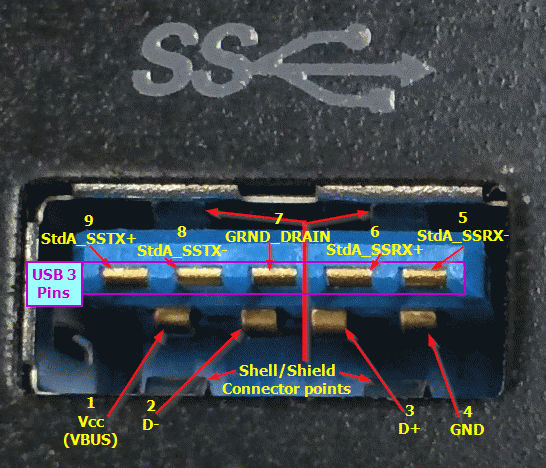 SS
9
StdA_SSTX+
8
StdA_SSTX-
7
GRND_DRAIN
6
StdA_SSRX+
5
StdA_SSRX-
USB 3
Pins
Shell/Shield
Connector points
1
Vcc
(VBUS)
2
D-
3
D+
4
GND